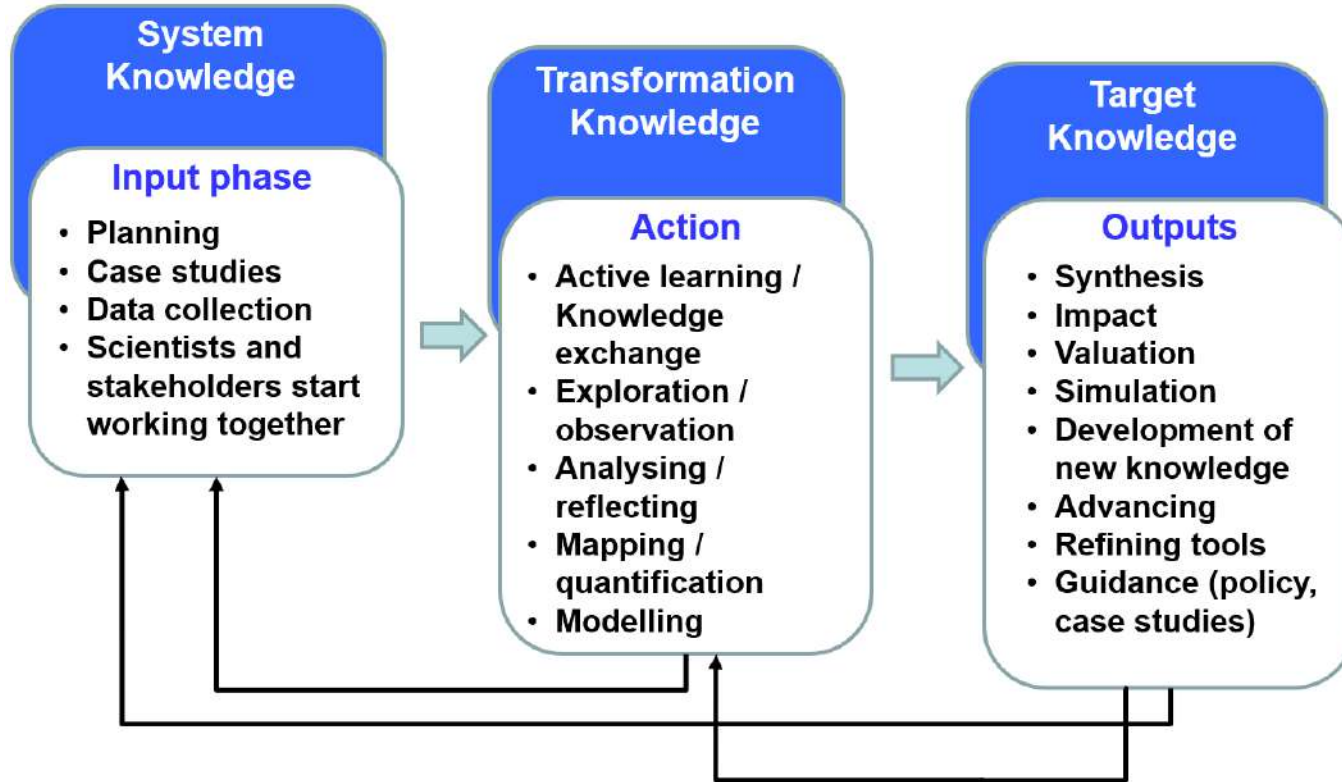 System
Knowledge
Input phase
• Planning
• Case studies
• Data collection
• Scientists and
stakeholders start
working together
Transformation
Knowledge
Action
• Active learning /
Knowledge
exchange
• Exploration /
observation
• Analysing /
reflecting
• Mapping /
quantification
• Modelling
Target
Knowledge
Outputs
• Synthesis
• Impact
• Valuation
• Simulation
• Development of
new knowledge
• Advancing
• Refining tools
• Guidance (policy,
case studies)